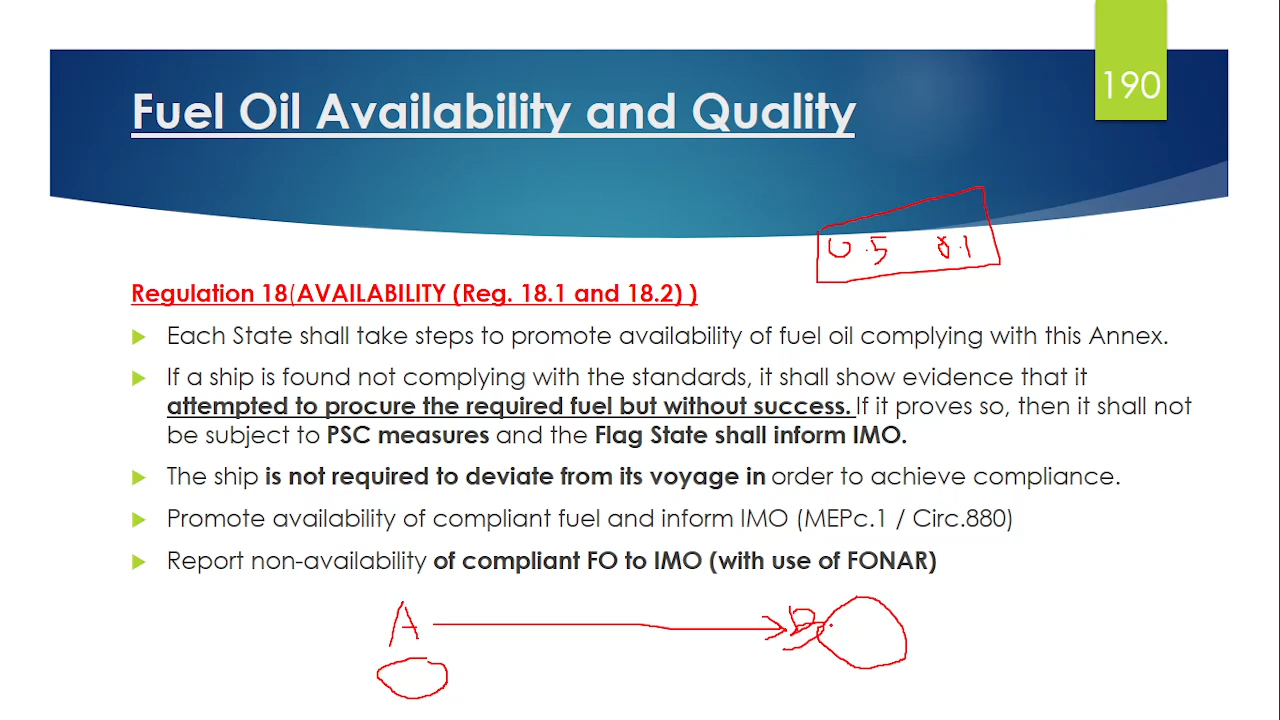 190
Fuel Oil Availability and Quality
0.5 0.1
Regulation 18(AVAILABILITY (Reg. 18.1 and 18.2) )
Each State shall take steps to promote availability of fuel oil complying with this Annex.
If a ship is found not complying with the standards, it shall show evidence that it
attempted to procure the required fuel but without success. If it proves so, then it shall not
be subject to PSC measures and the Flag State shall inform IMO.
The ship is not required to deviate from its voyage in order to achieve compliance.
Promote availability of compliant fuel and inform IMO (MEPc.1 / Circ.880)
Report non-availability of compliant FO to IMO (with use of FONAR)
A